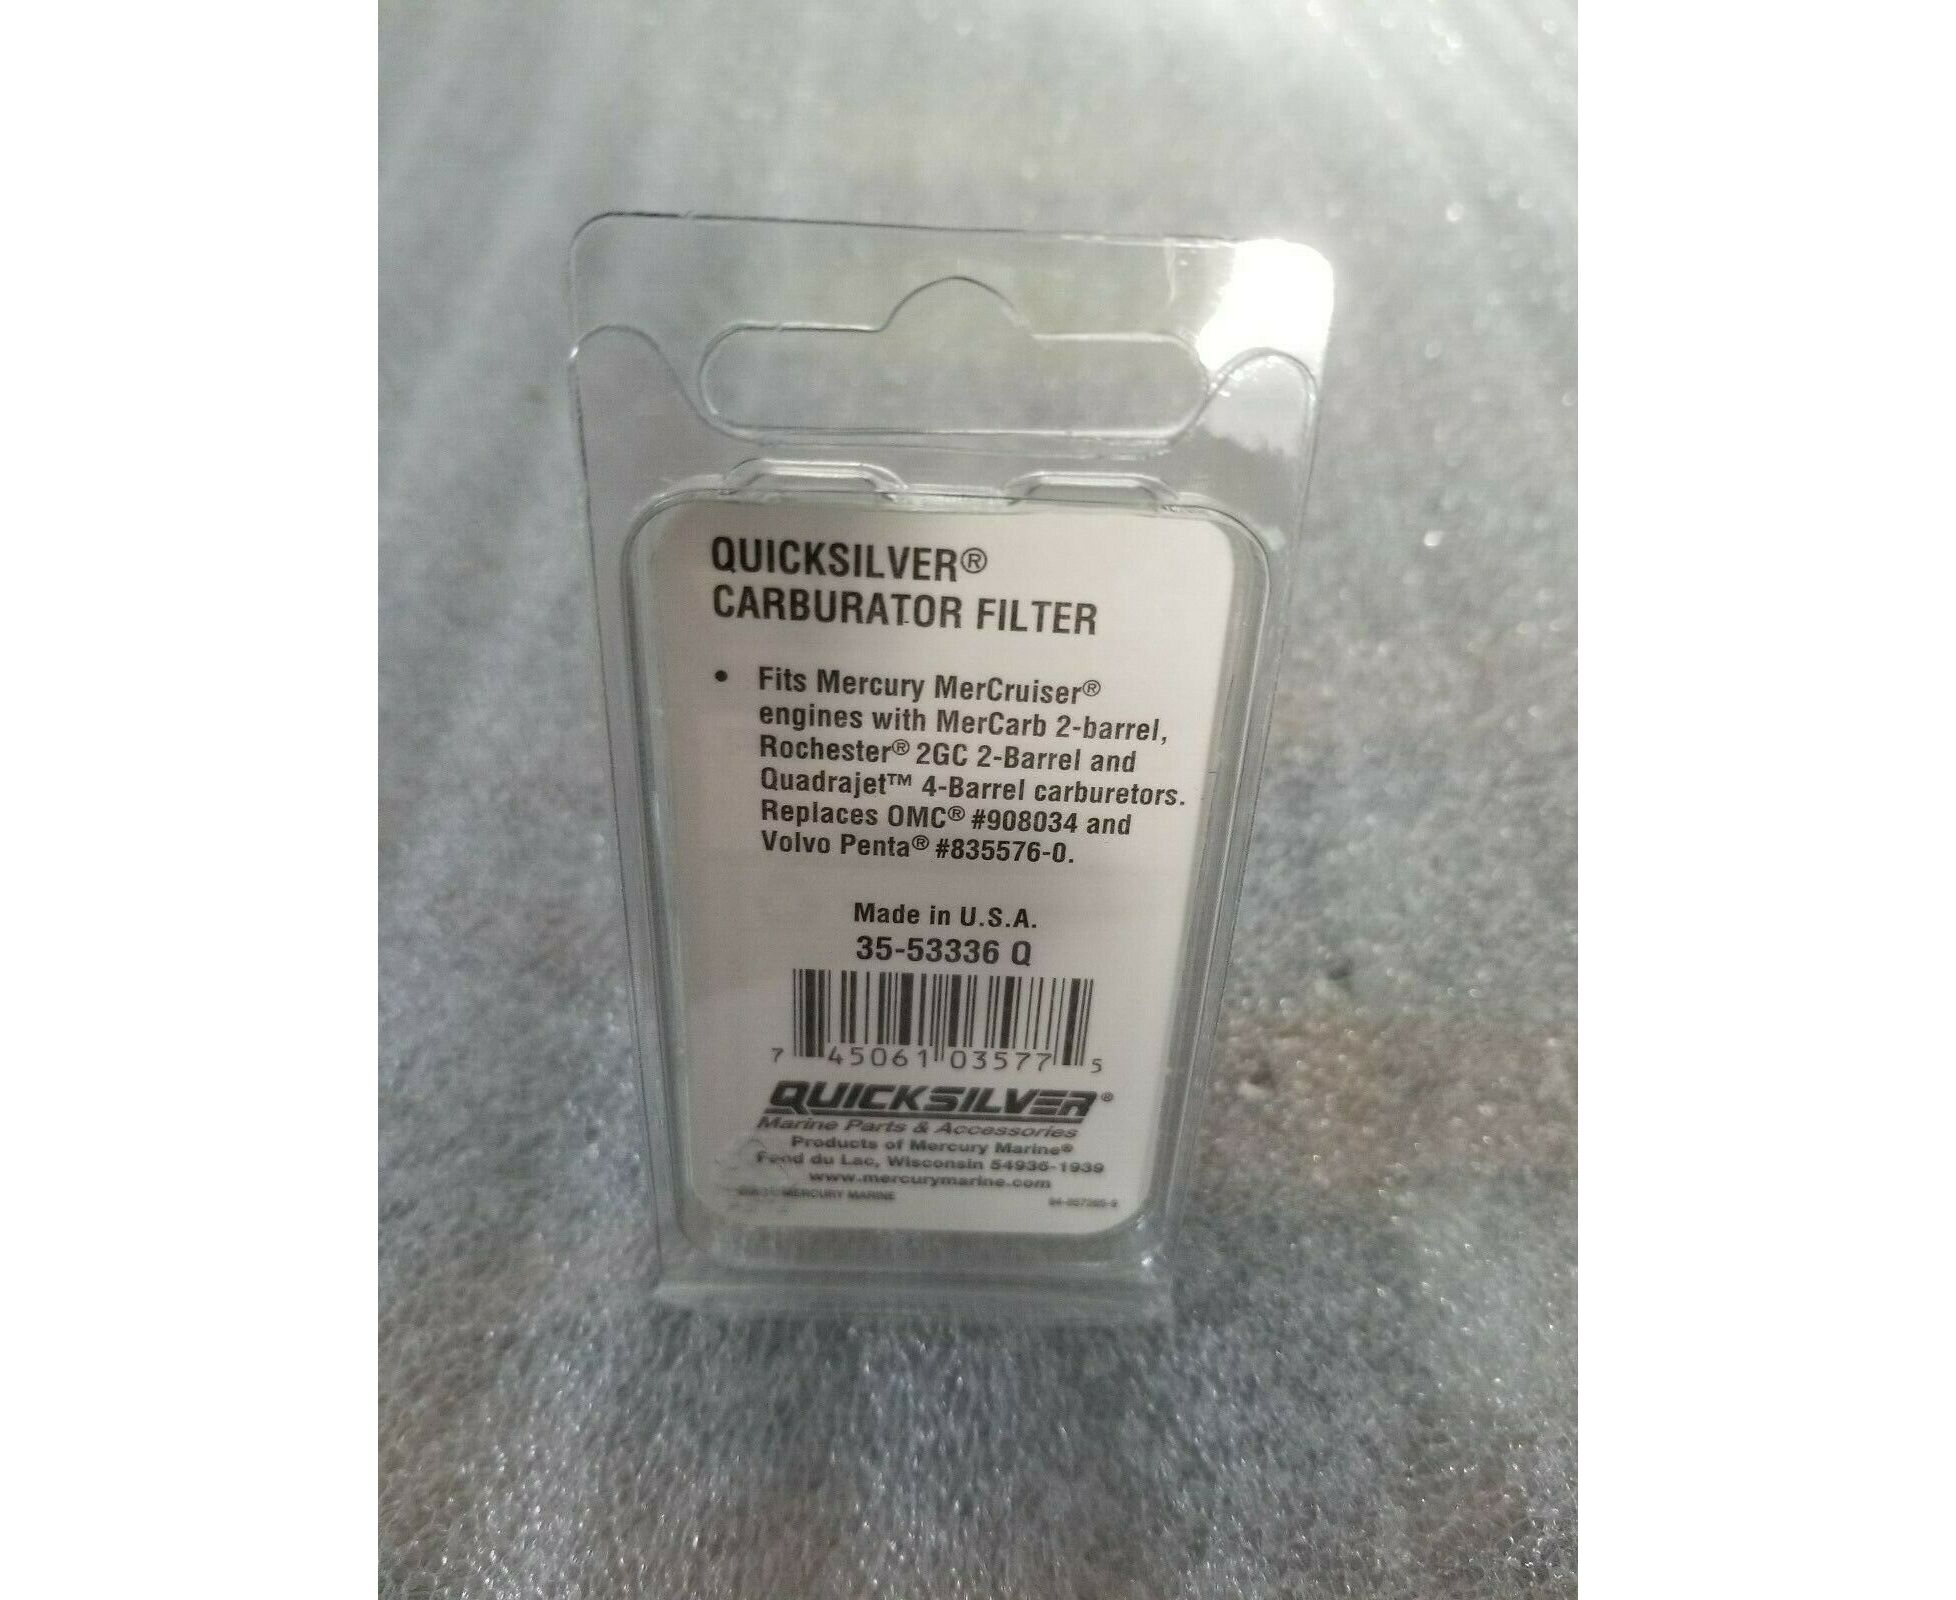 QUICKSILVER®
CARBURATOR FILTER
• Fits Mercury MerCruiser®
engines with MerCarb 2-barrel,
Rochester® 2GC 2-Barrel and
Quadrajet™ 4-Barrel carburetors.
Replaces OMC® #908034 and
Volvo Penta® #835576-0.
Made in U.S.A.
35-53336 Q
7 45061 03577 5
QUICKSILVER®
Marine Parts & Accessories
Products of Mercury Marine®
Fond du Lac, Wisconsin 54936-1939
www.mercurymarine.com
MERCURY MARINE